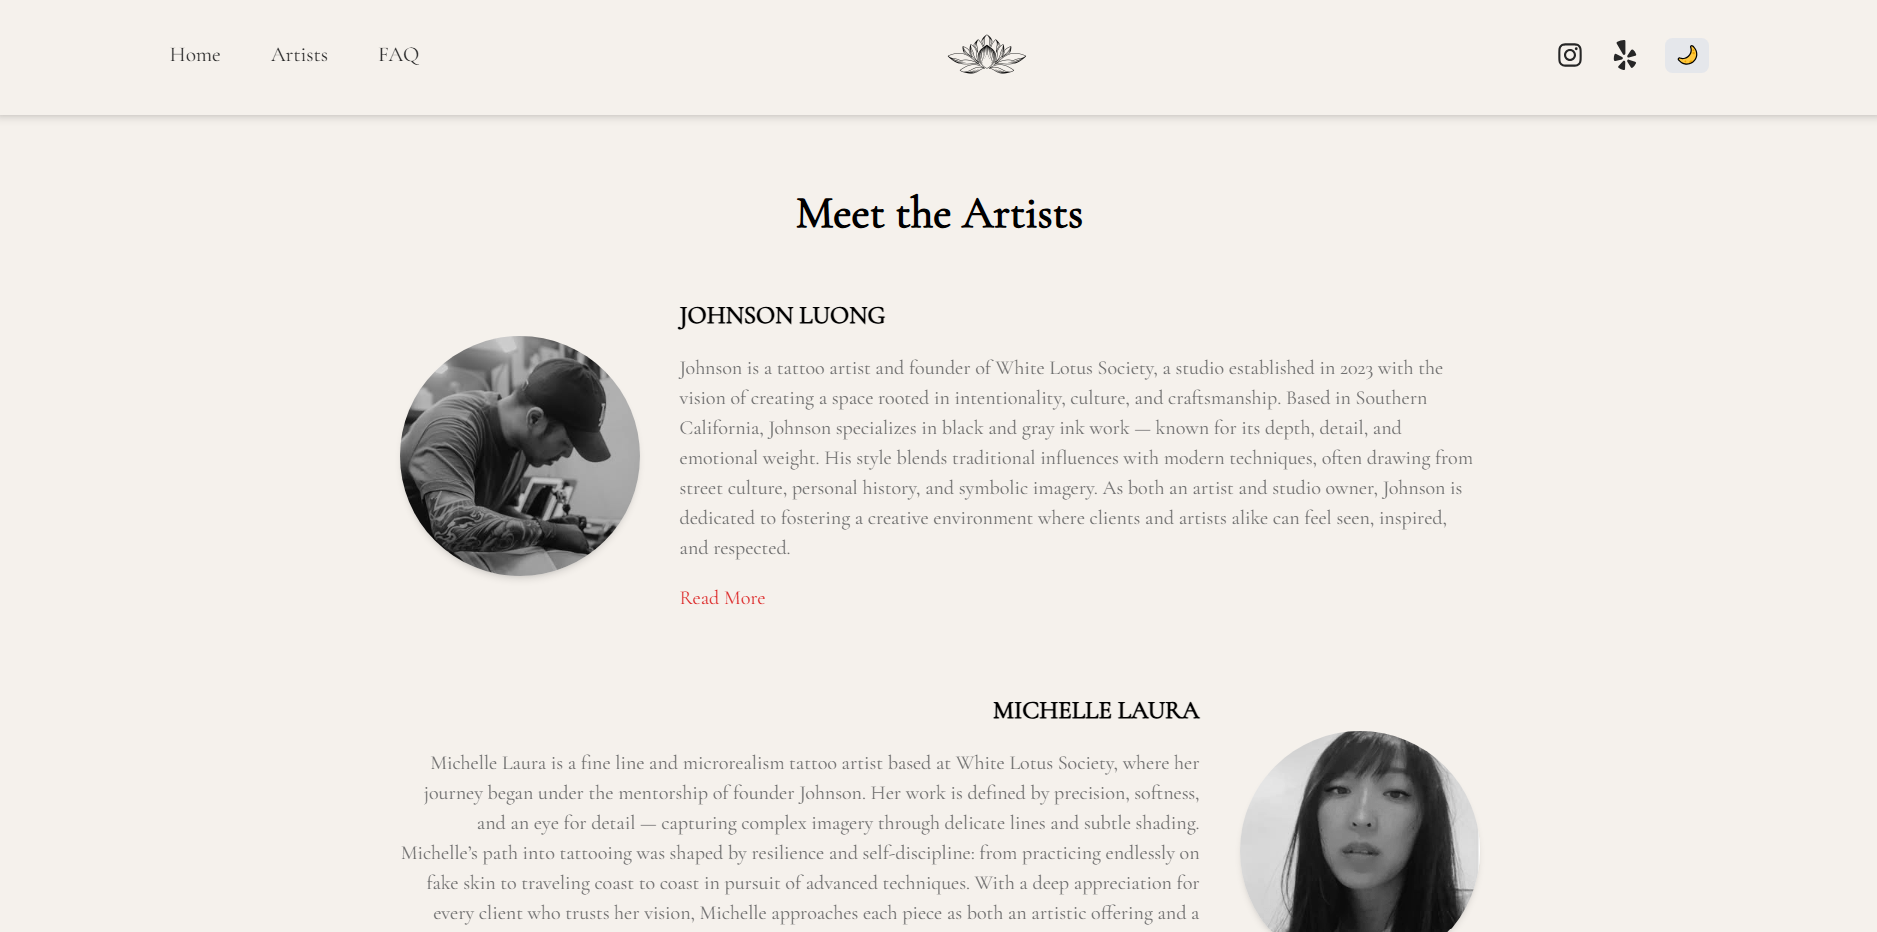 Home Artists FAQ
Meet the Artists
JOHNSON LUONG
Johnson is a tattoo artist and founder of White Lotus Society, a studio established in 2023 with the
vision of creating a space rooted in intentionality, culture, and craftsmanship. Based in Southern
California, Johnson specializes in black and gray ink work — known for its depth, detail, and
emotional weight. His style blends traditional influences with modern techniques, often drawing from
street culture, personal history, and symbolic imagery. As both an artist and studio owner, Johnson is
dedicated to fostering a creative environment where clients and artists alike can feel seen, inspired,
and respected.
Read More
MICHELLE LAURA
Michelle Laura is a fine line and microrealism tattoo artist based at White Lotus Society, where her
journey began under the mentorship of founder Johnson. Her work is defined by precision, softness,
and an eye for detail — capturing complex imagery through delicate lines and subtle shading.
Michelle’s path into tattooing was shaped by resilience and self-discipline: from practicing endlessly on
fake skin to traveling coast to coast in pursuit of advanced techniques. With a deep appreciation for
every client who trusts her vision, Michelle approaches each piece as both an artistic offering and a